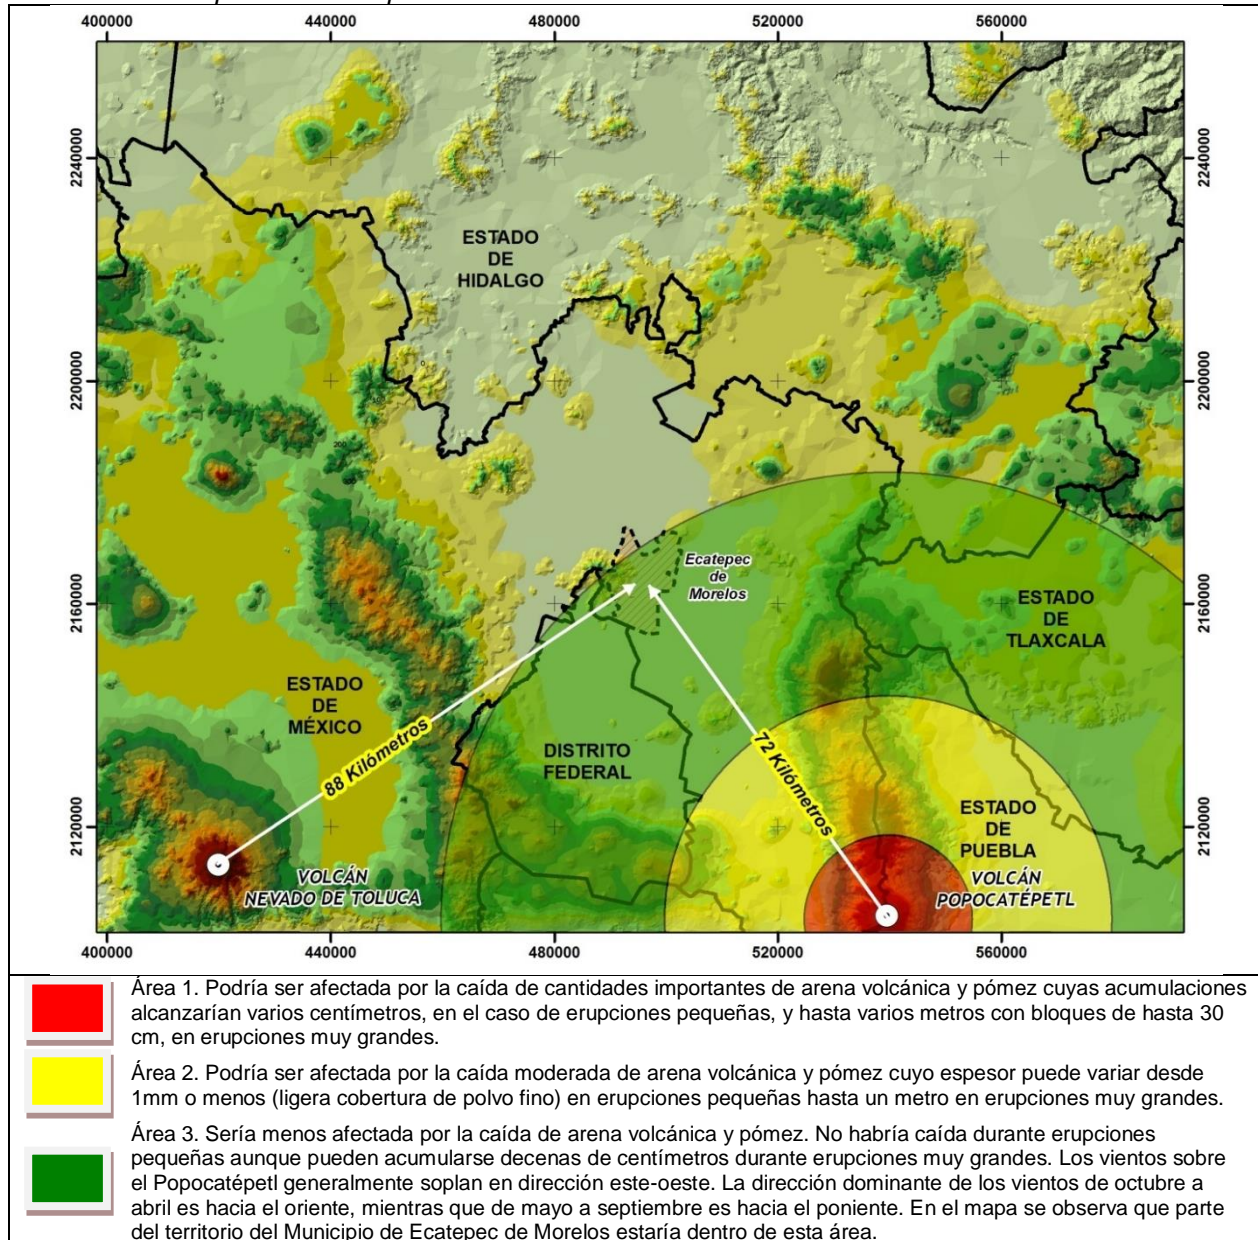 400000 440000 480000 520000 560000
2240000 2240000
ESTADO
DE
HIDALGO
2200000 2200000
200
Ecatepec
de
Morelos
2160000 2160000
ESTADO
DE
TLAXCALA
ESTADO
DE
MÉXICO
88 Kilómetros
72 Kilómetros
DISTRITO
FEDERAL
ESTADO
DE
PUEBLA
2120000 2120000
VOLCÁN
NEVADO DE TOLUCA
VOLCÁN
POPOCATÉPETL
400000 440000 480000 520000 560000
Área 1. Podría ser afectada por la caída de cantidades importantes de arena volcánica y pómez cuyas acumulaciones
alcanzarían varios centímetros, en el caso de erupciones pequeñas, y hasta varios metros con bloques de hasta 30
cm, en erupciones muy grandes.
Área 2. Podría ser afectada por la caída moderada de arena volcánica y pómez cuyo espesor puede variar desde
1mm o menos (ligera cobertura de polvo fino) en erupciones pequeñas hasta un metro en erupciones muy grandes.
Área 3. Sería menos afectada por la caída de arena volcánica y pómez. No habría caída durante erupciones
pequeñas aunque pueden acumularse decenas de centímetros durante erupciones muy grandes. Los vientos sobre
el Popocatépetl generalmente soplan en dirección este-oeste. La dirección dominante de los vientos de octubre a
abril es hacia el oriente, mientras que de mayo a septiembre es hacia el poniente. En el mapa se observa que parte
del territorio del Municipio de Ecatepec de Morelos estaría dentro de esta área.